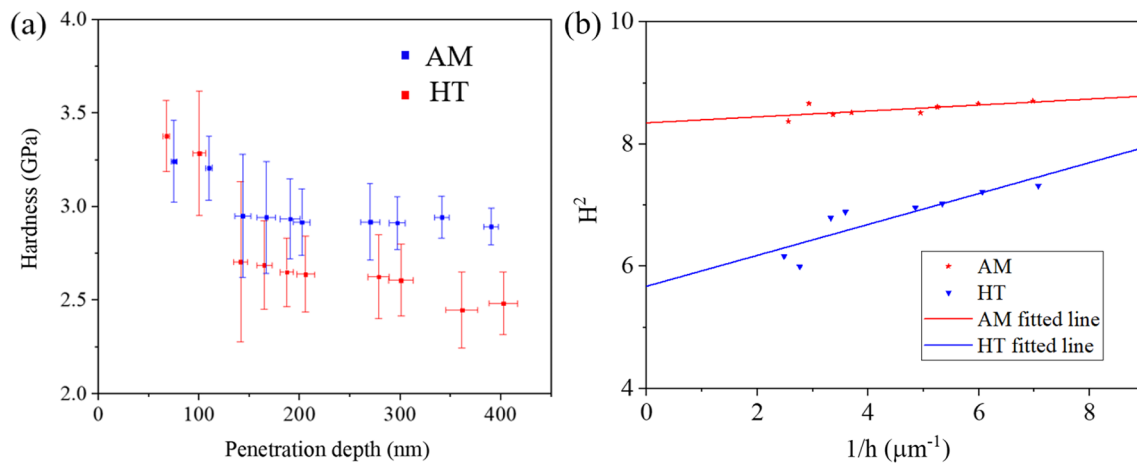 (a)
4.0
3.5
3.0
2.5
2.0
Hardness (GPa)
AM
HT
0 100 200 300 400
Penetration depth (nm)
(b)
10
8
6
4
H²
AM
HT
AM fitted line
HT fitted line
0 2 4 6 8
1/h (μm⁻¹)